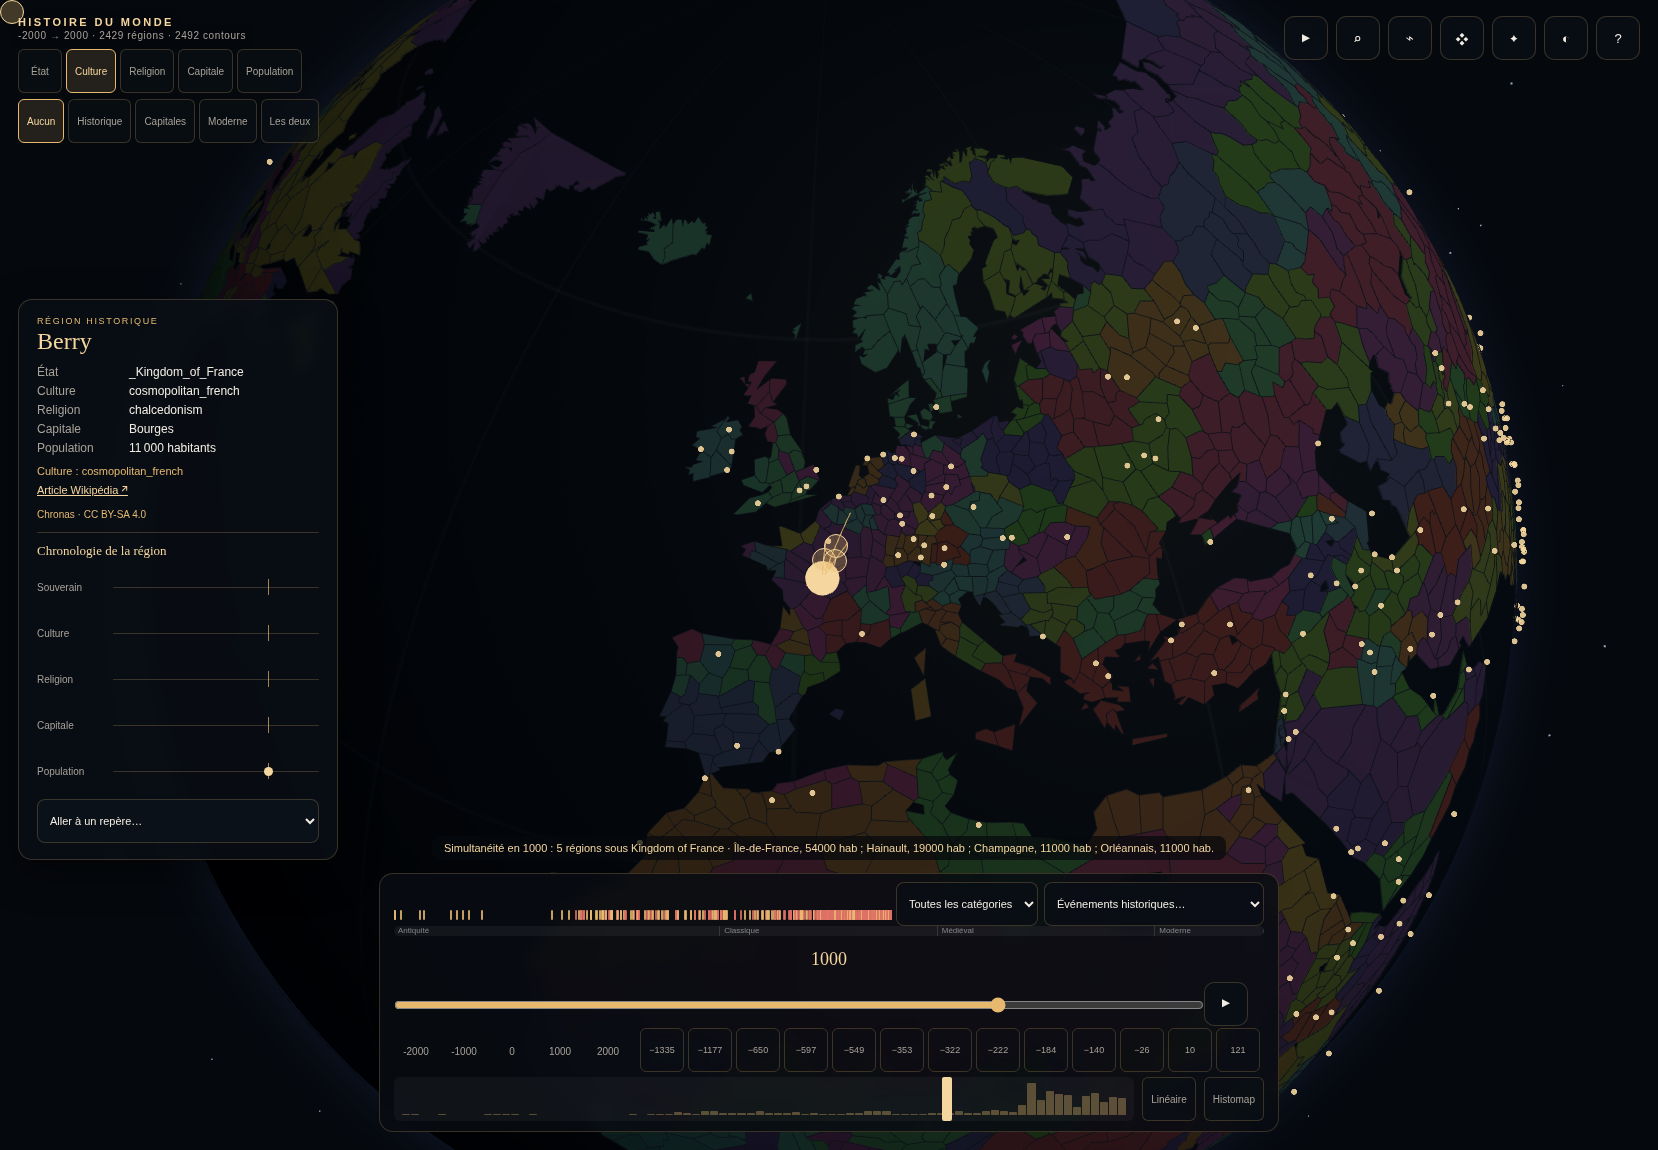 HISTOIRE DU MONDE
-2000 → 2000 · 2429 régions · 2492 contours
État Culture Religion Capitale Population
Aucun Historique Capitales Moderne Les deux
?
RÉGION HISTORIQUE
Berry
État _Kingdom_of_France
Culture cosmopolitan_french
Religion chalcedonism
Capitale Bourges
Population 11 000 habitants
Culture : cosmopolitan_french
Article Wikipédia ↗
Chronas · CC BY-SA 4.0
Chronologie de la région
Souverain
Culture
Religion
Capitale
Population
Aller à un repère…
Simultanéité en 1000 : 5 régions sous Kingdom of France · Île-de-France, 54000 hab ; Hainault, 19000 hab ; Champagne, 11000 hab ; Orléannais, 11000 hab.
Toutes les catégories Événements historiques…
Antiquité Classique Médiéval Moderne
1000
-2000 -1000 0 1000 2000 −1335 −1177 −650 −597 −549 −353 −322 −222 −184 −140 −26 10 121
Linéaire Histomap